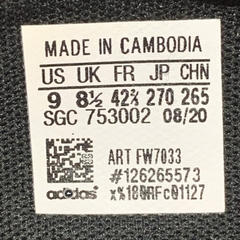 MADE IN CAMBODIA
US UK FR JP CHN
9 8½ 42⅔ 270 265
SGC 753002 08/20
ART FW7033
#126265573
adidas x%180RFc01127